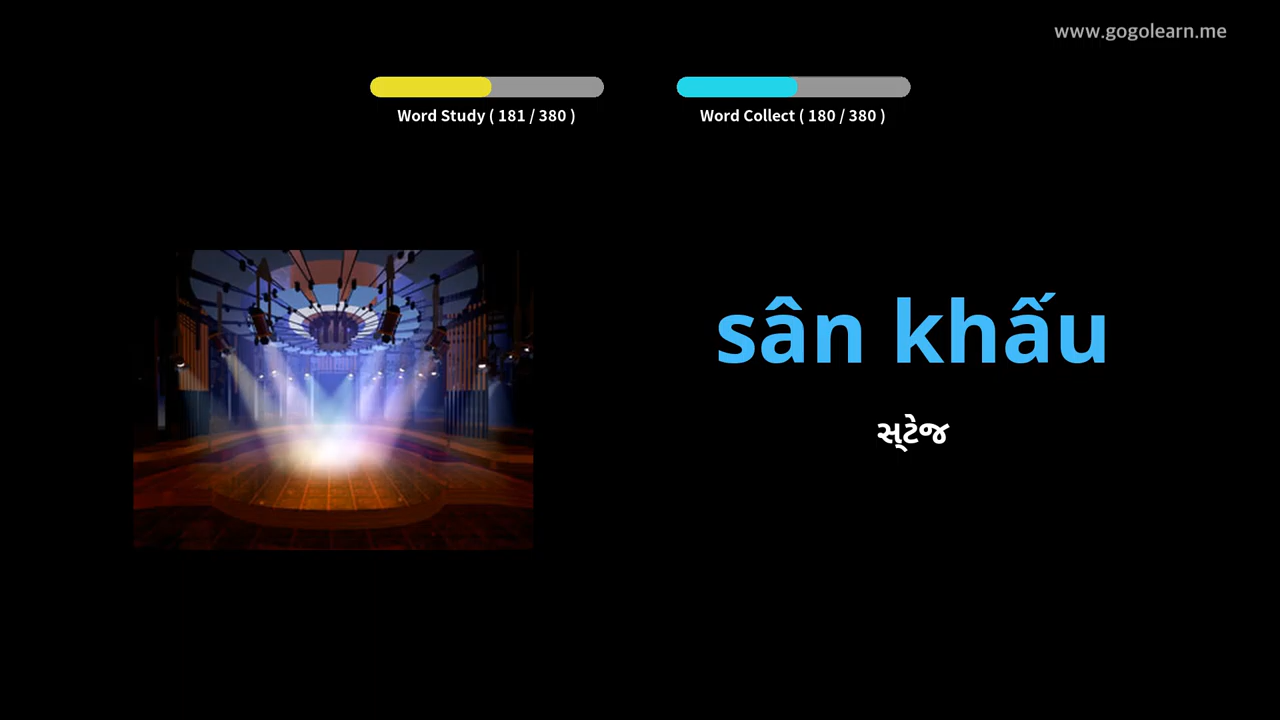 www.gogolearn.me
Word Study ( 181 / 380 )
Word Collect ( 180 / 380 )
sân khấu
સ્ટેજ